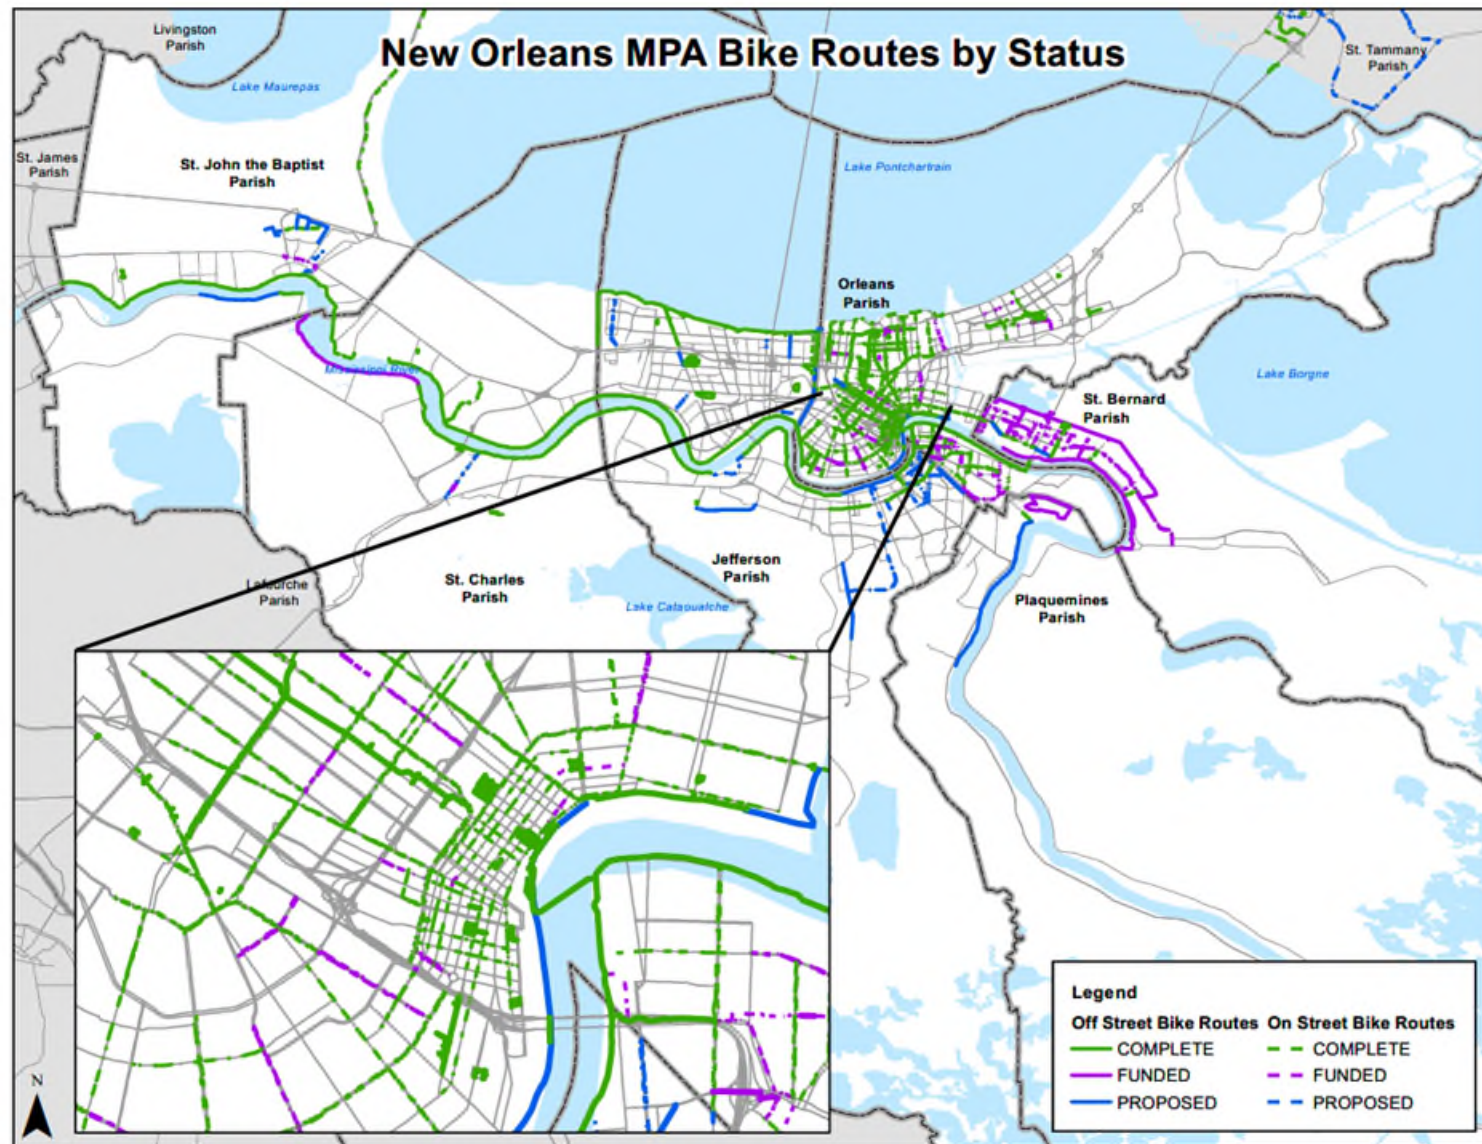 New Orleans MPA Bike Routes by Status
Livingston
Parish
St. Tammany
Parish
Lake Maurepas
St. James
Parish
St. John the Baptist
Parish
Lake Pontchartrain
Orleans
Parish
Mississippi River
Lake Borgne
St. Bernard
Parish
Lafourche
Parish
St. Charles
Parish
Jefferson
Parish
Lake Cataoualche
Plaquemines
Parish
N
Legend
Off Street Bike Routes On Street Bike Routes
COMPLETE COMPLETE
FUNDED FUNDED
PROPOSED PROPOSED